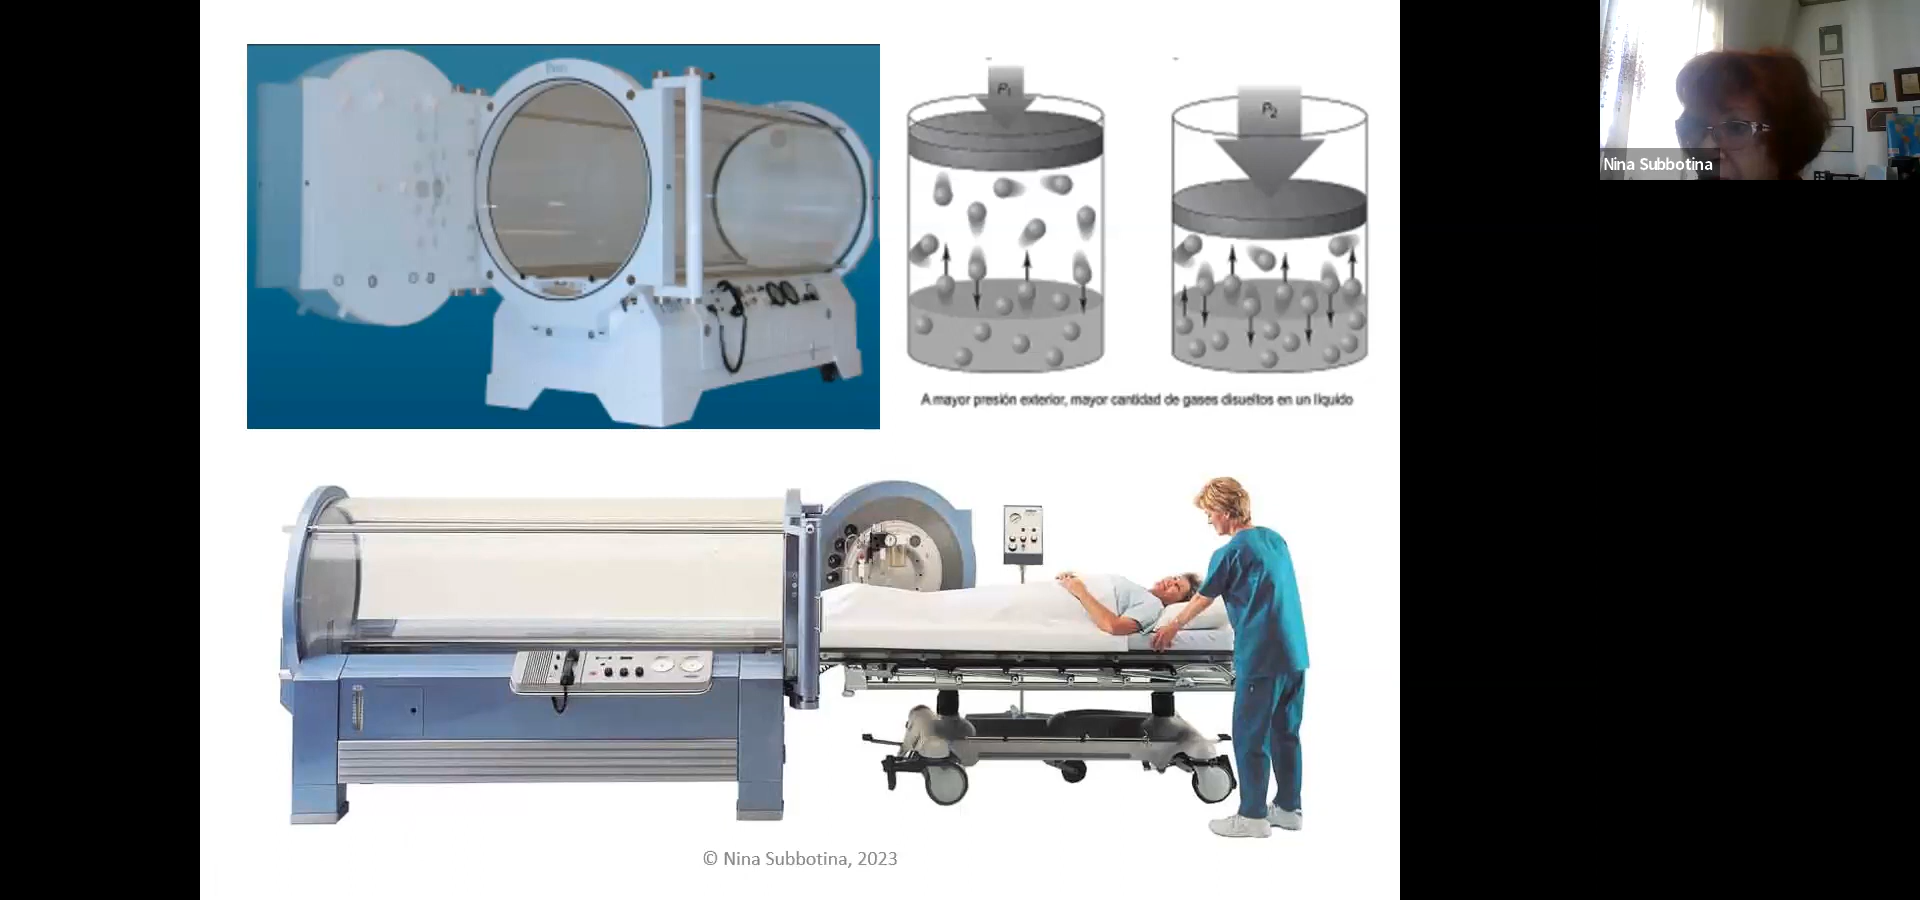 P1
P2
A mayor presión exterior, mayor cantidad de gases disueltos en un líquido
© Nina Subbotina, 2023
Nina Subbotina